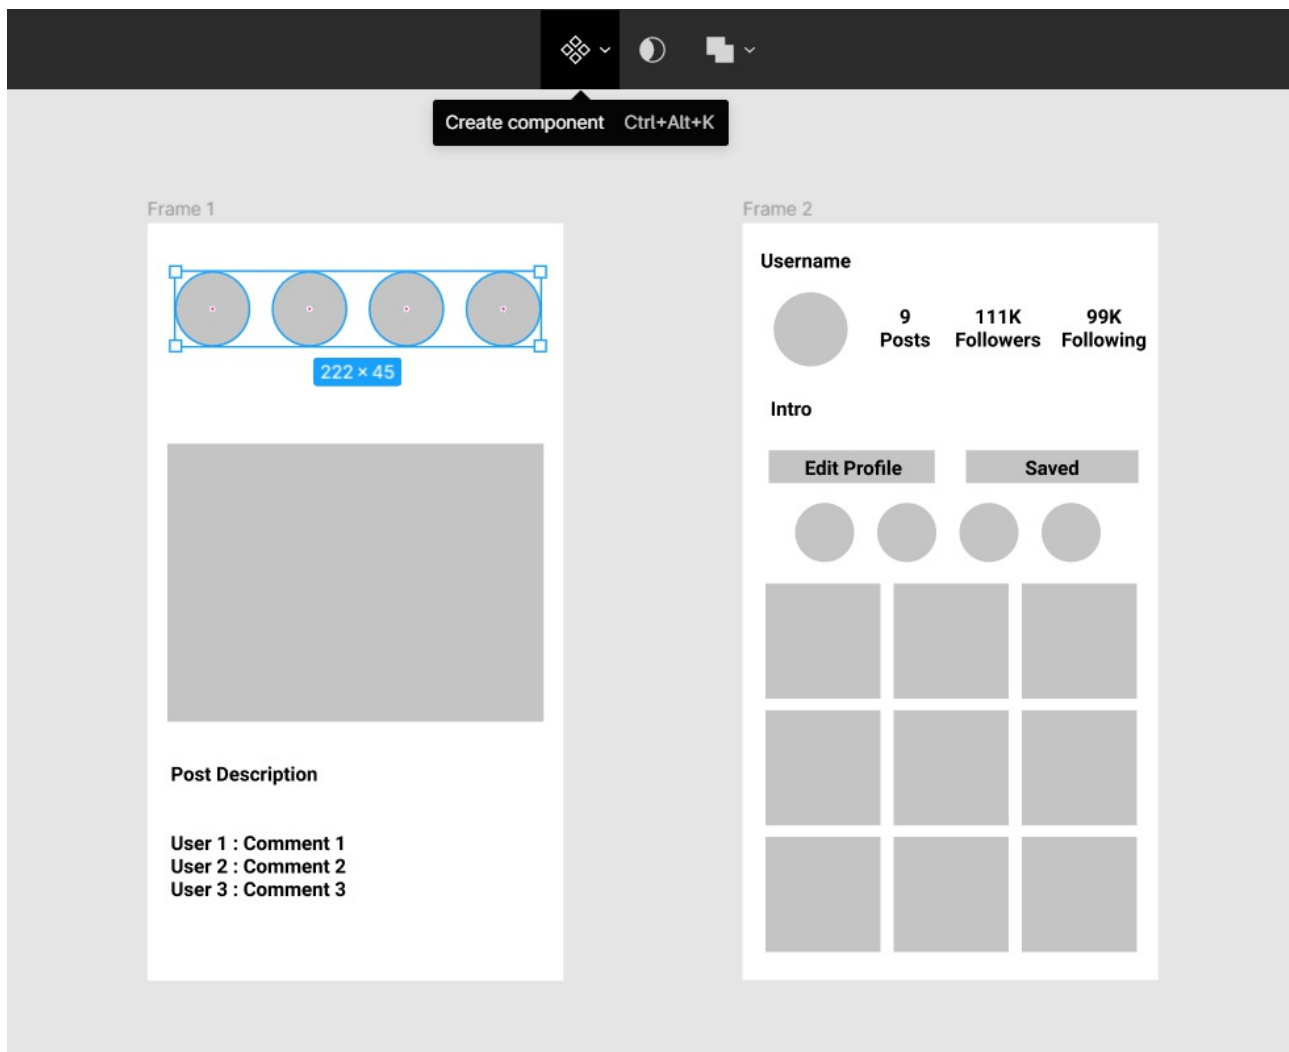 Create component Ctrl+Alt+K
Frame 1
222 × 45
Post Description
User 1 : Comment 1
User 2 : Comment 2
User 3 : Comment 3
Frame 2
Username
9
Posts
111K
Followers
99K
Following
Intro
Edit Profile
Saved